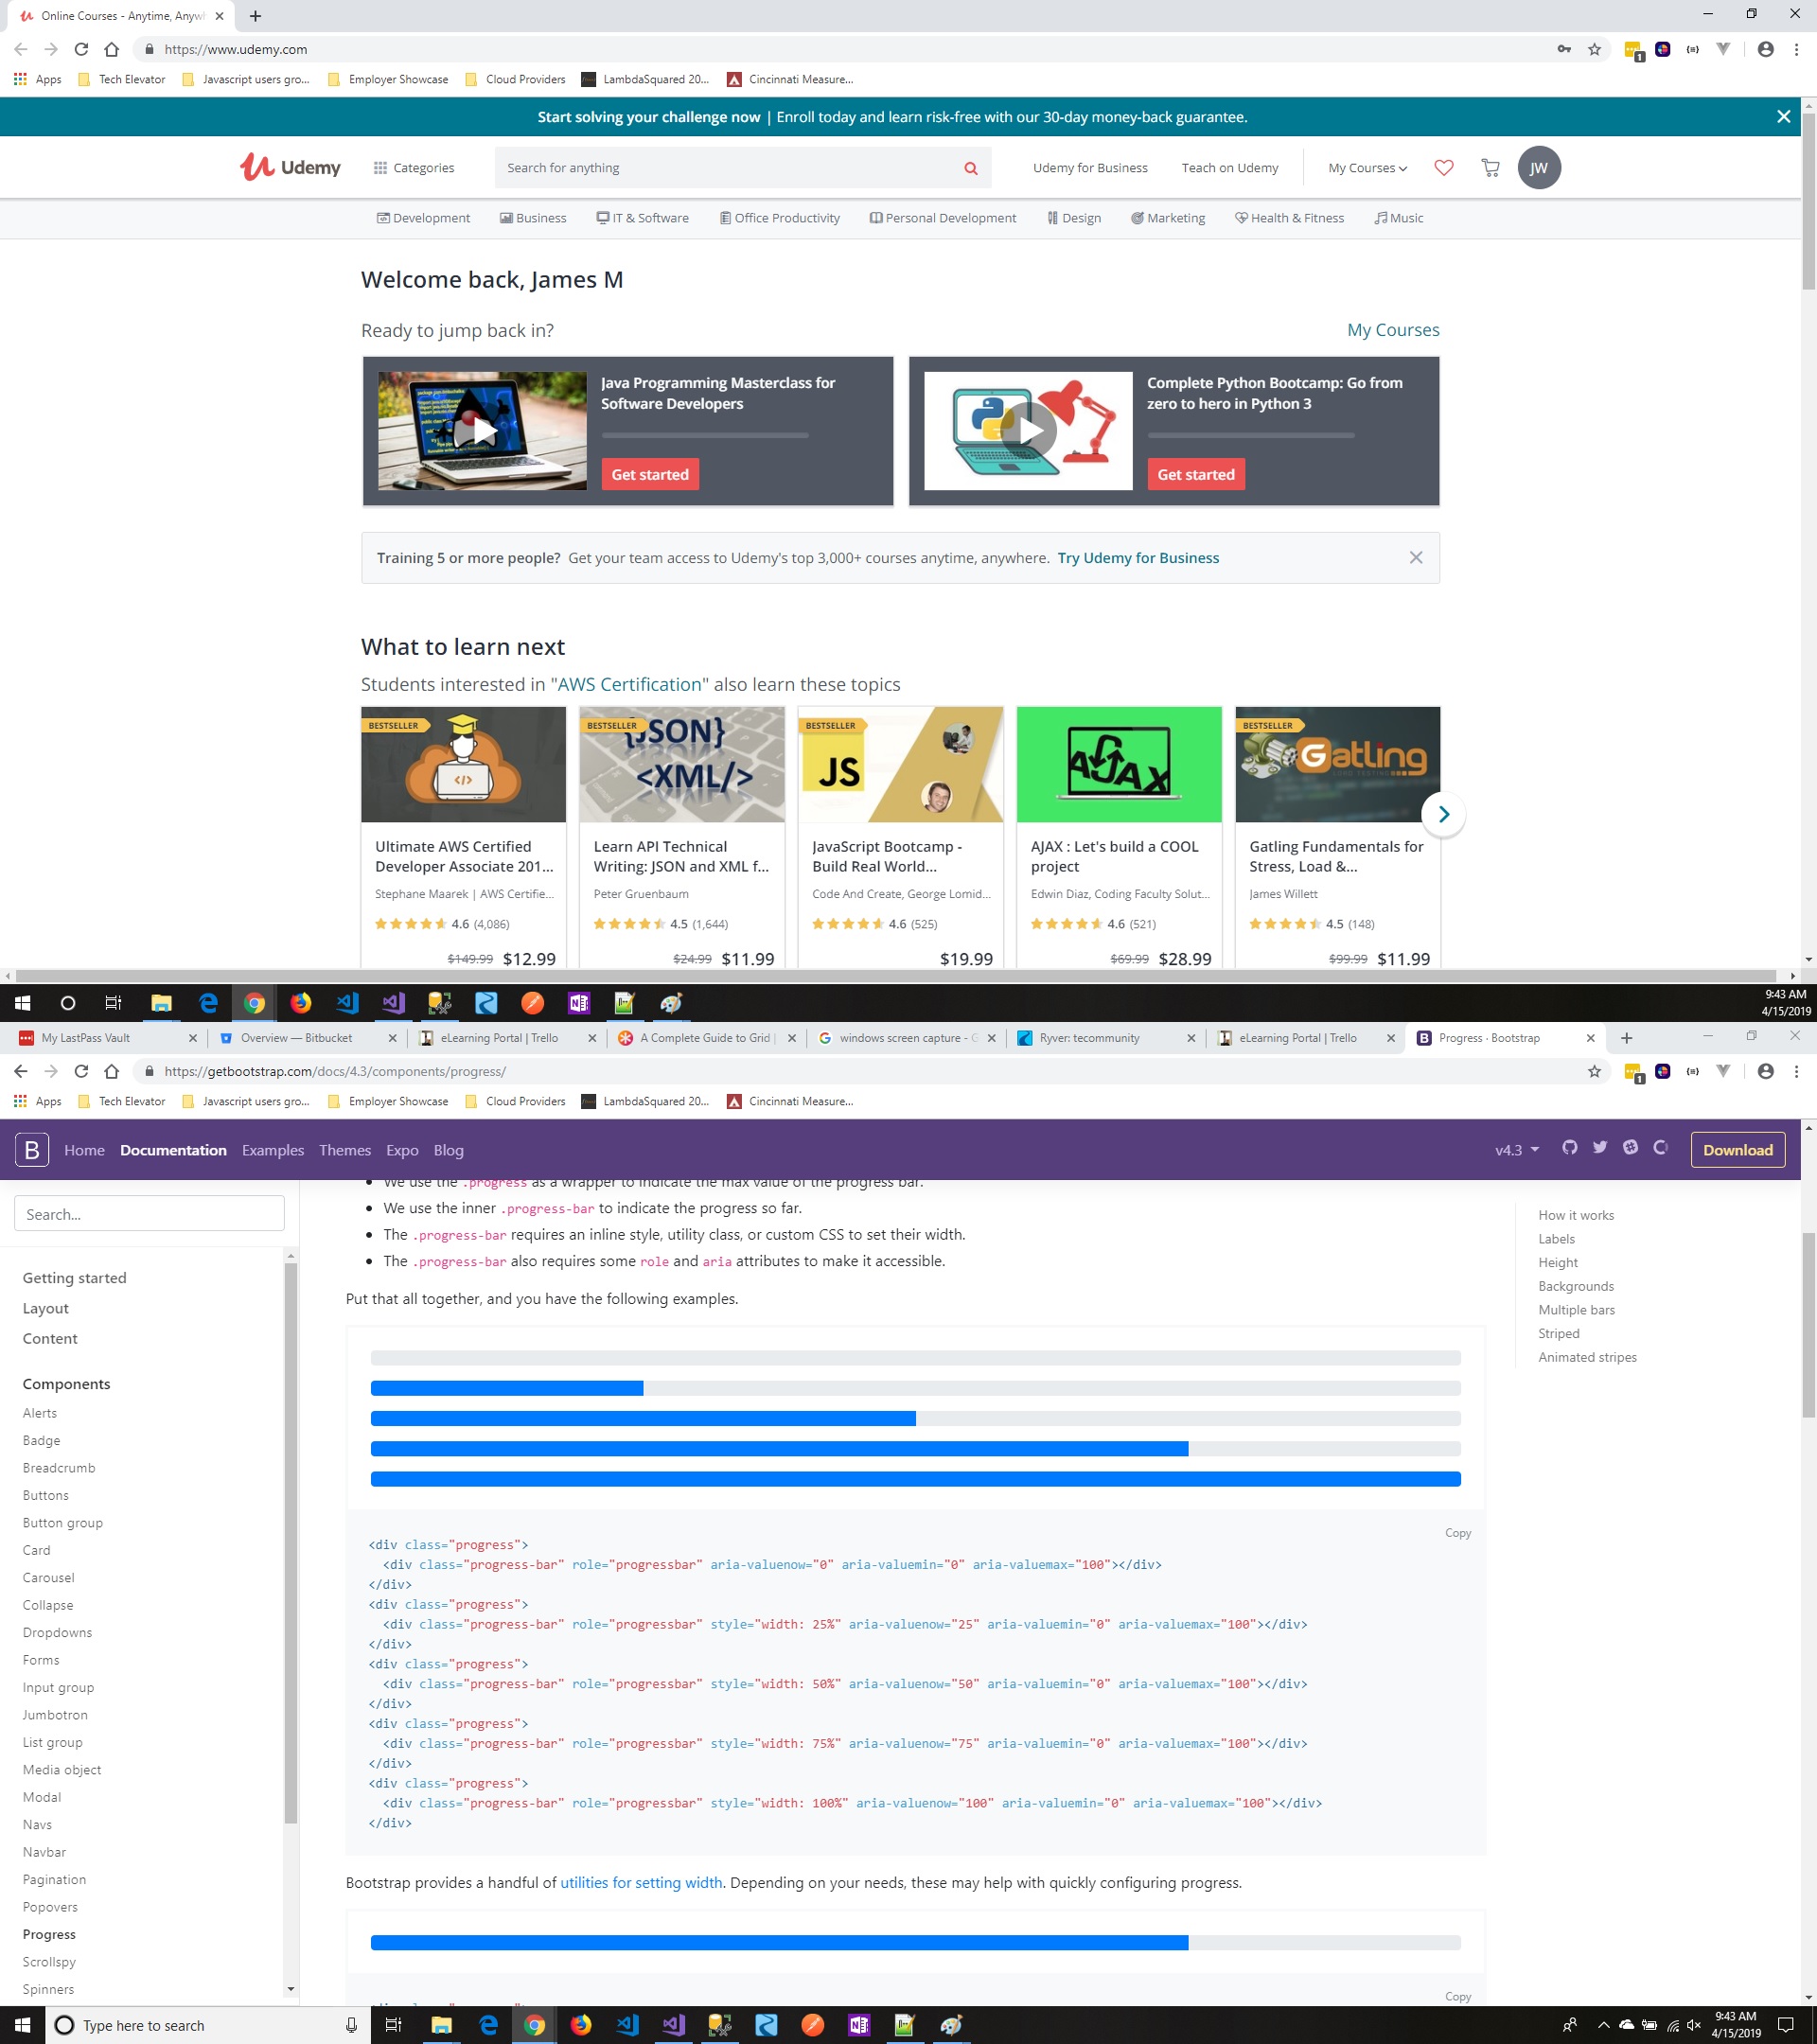 Online Courses - Anytime, Anywh
https://www.udemy.com
Apps Tech Elevator Javascript users gro... Employer Showcase Cloud Providers LambdaSquared 20... Cincinnati Measure...
Start solving your challenge now | Enroll today and learn risk-free with our 30-day money-back guarantee.
Udemy Categories Search for anything Udemy for Business Teach on Udemy My Courses JW
Development Business IT & Software Office Productivity Personal Development Design Marketing Health & Fitness Music
Welcome back, James M
Ready to jump back in? My Courses
Java Programming Masterclass for
Software Developers
Get started
Complete Python Bootcamp: Go from
zero to hero in Python 3
Get started
Training 5 or more people? Get your team access to Udemy's top 3,000+ courses anytime, anywhere. Try Udemy for Business
What to learn next
Students interested in "AWS Certification" also learn these topics
BESTSELLER
</>
Ultimate AWS Certified
Developer Associate 201...
Stephane Maarek | AWS Certifie...
4.6 (4,086)
$149.99 $12.99
BESTSELLER
{JSON}
<XML/>
Learn API Technical
Writing: JSON and XML f...
Peter Gruenbaum
4.5 (1,644)
$24.99 $11.99
BESTSELLER
JS
JavaScript Bootcamp -
Build Real World...
Code And Create, George Lomid...
4.6 (525)
$19.99
AJAX
AJAX : Let's build a COOL
project
Edwin Diaz, Coding Faculty Solut...
4.6 (521)
$69.99 $28.99
BESTSELLER
Gatling
Gatling Fundamentals for
Stress, Load &...
James Willett
4.5 (148)
$99.99 $11.99
9:43 AM
4/15/2019
My LastPass Vault Overview — Bitbucket eLearning Portal | Trello A Complete Guide to Grid | windows screen capture - G Ryver: tecommunity eLearning Portal | Trello Progress · Bootstrap
https://getbootstrap.com/docs/4.3/components/progress/
Apps Tech Elevator Javascript users gro... Employer Showcase Cloud Providers LambdaSquared 20... Cincinnati Measure...
B Home Documentation Examples Themes Expo Blog v4.3 Download
Search...
Getting started
Layout
Content
Components
Alerts
Badge
Breadcrumb
Buttons
Button group
Card
Carousel
Collapse
Dropdowns
Forms
Input group
Jumbotron
List group
Media object
Modal
Navs
Navbar
Pagination
Popovers
Progress
Scrollspy
Spinners
We use the .progress as a wrapper to indicate the max value of the progress bar.
We use the inner .progress-bar to indicate the progress so far.
The .progress-bar requires an inline style, utility class, or custom CSS to set their width.
The .progress-bar also requires some role and aria attributes to make it accessible.
Put that all together, and you have the following examples.
Copy
<div class="progress">
<div class="progress-bar" role="progressbar" aria-valuenow="0" aria-valuemin="0" aria-valuemax="100"></div>
</div>
<div class="progress">
<div class="progress-bar" role="progressbar" style="width: 25%" aria-valuenow="25" aria-valuemin="0" aria-valuemax="100"></div>
</div>
<div class="progress">
<div class="progress-bar" role="progressbar" style="width: 50%" aria-valuenow="50" aria-valuemin="0" aria-valuemax="100"></div>
</div>
<div class="progress">
<div class="progress-bar" role="progressbar" style="width: 75%" aria-valuenow="75" aria-valuemin="0" aria-valuemax="100"></div>
</div>
<div class="progress">
<div class="progress-bar" role="progressbar" style="width: 100%" aria-valuenow="100" aria-valuemin="0" aria-valuemax="100"></div>
</div>
Bootstrap provides a handful of utilities for setting width. Depending on your needs, these may help with quickly configuring progress.
Copy
How it works
Labels
Height
Backgrounds
Multiple bars
Striped
Animated stripes
Type here to search
9:43 AM
4/15/2019